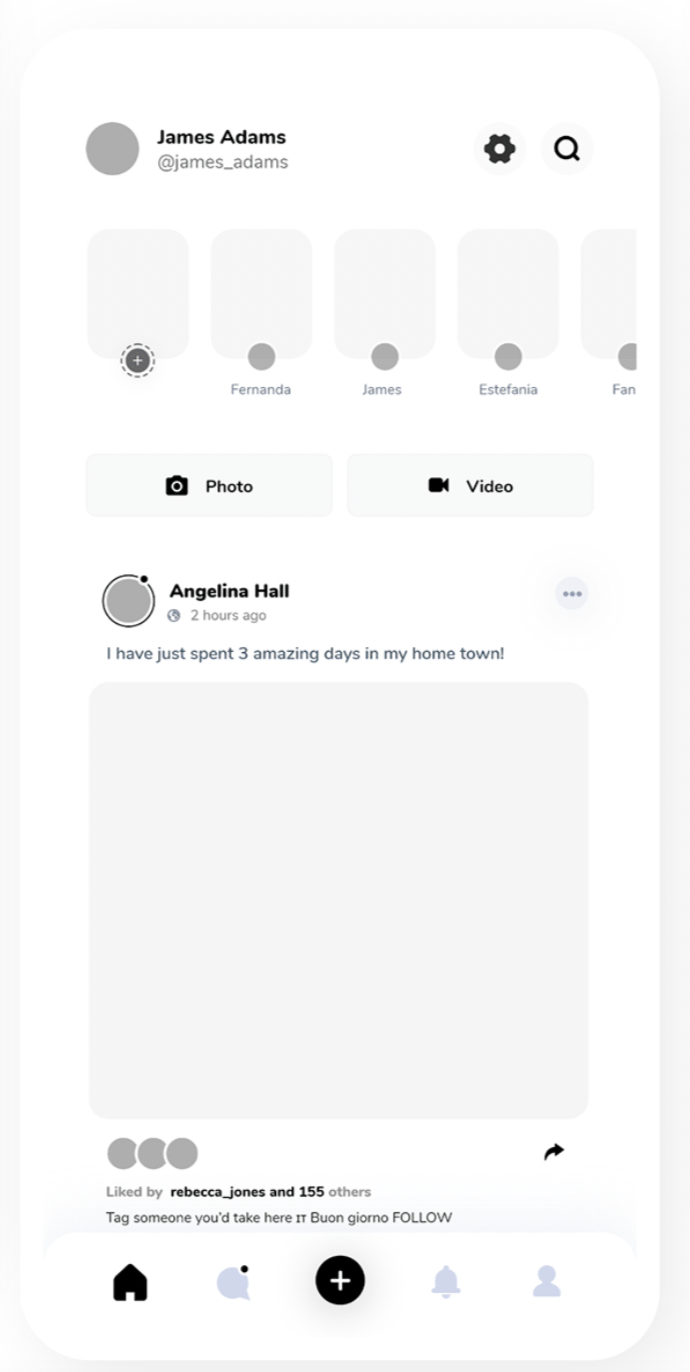 James Adams
@james_adams
Fernanda
James
Estefania
Fan
Photo
Video
Angelina Hall
2 hours ago
I have just spent 3 amazing days in my home town!
Liked by rebecca_jones and 155 others
Tag someone you'd take here ɪᴛ Buon giorno FOLLOW